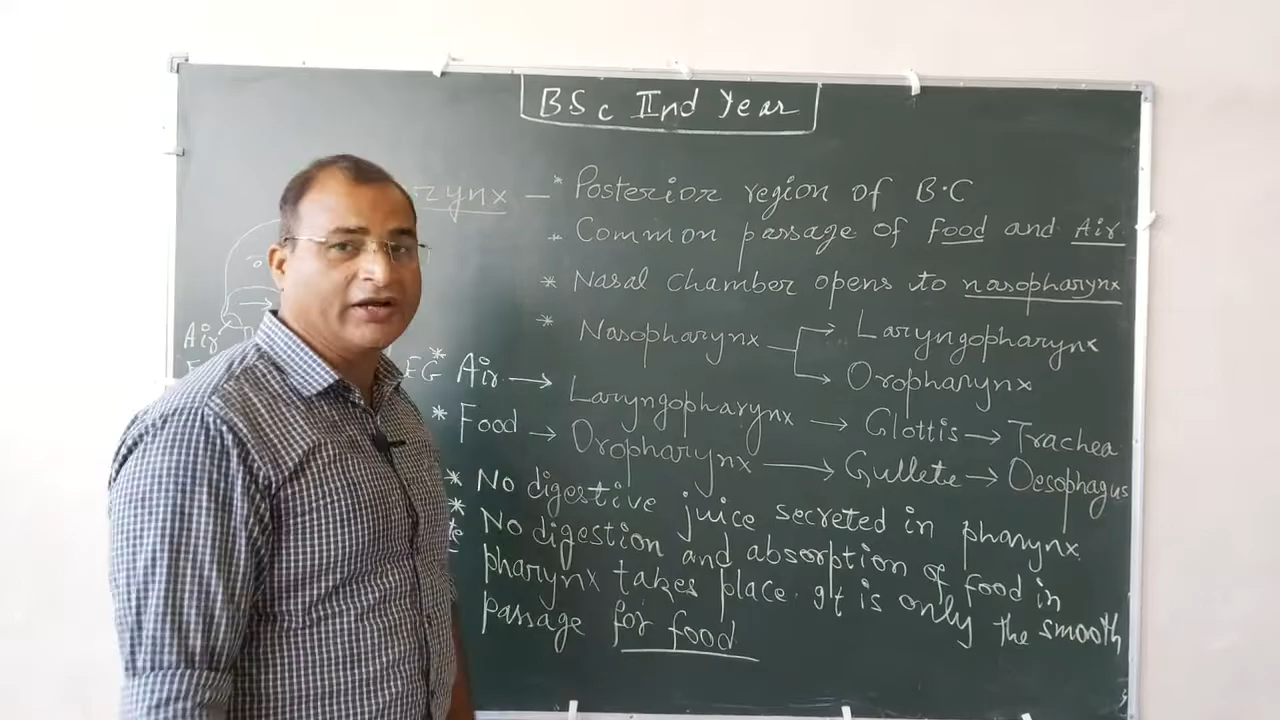 BSc IInd Year
rynx – * Posterior region of B.C
* Common passage of food and Air
* Nasal chamber opens to nasopharynx
* Nasopharynx Laryngopharynx
Oropharynx
Air
EG * Air → Laryngopharynx → Glottis → Trachea
* Food → Oropharynx → Gullete → Oesophagus
* No digestive juice secreted in pharynx
* No digestion and absorption of food in
pharynx takes place. It is only the smooth
passage for food